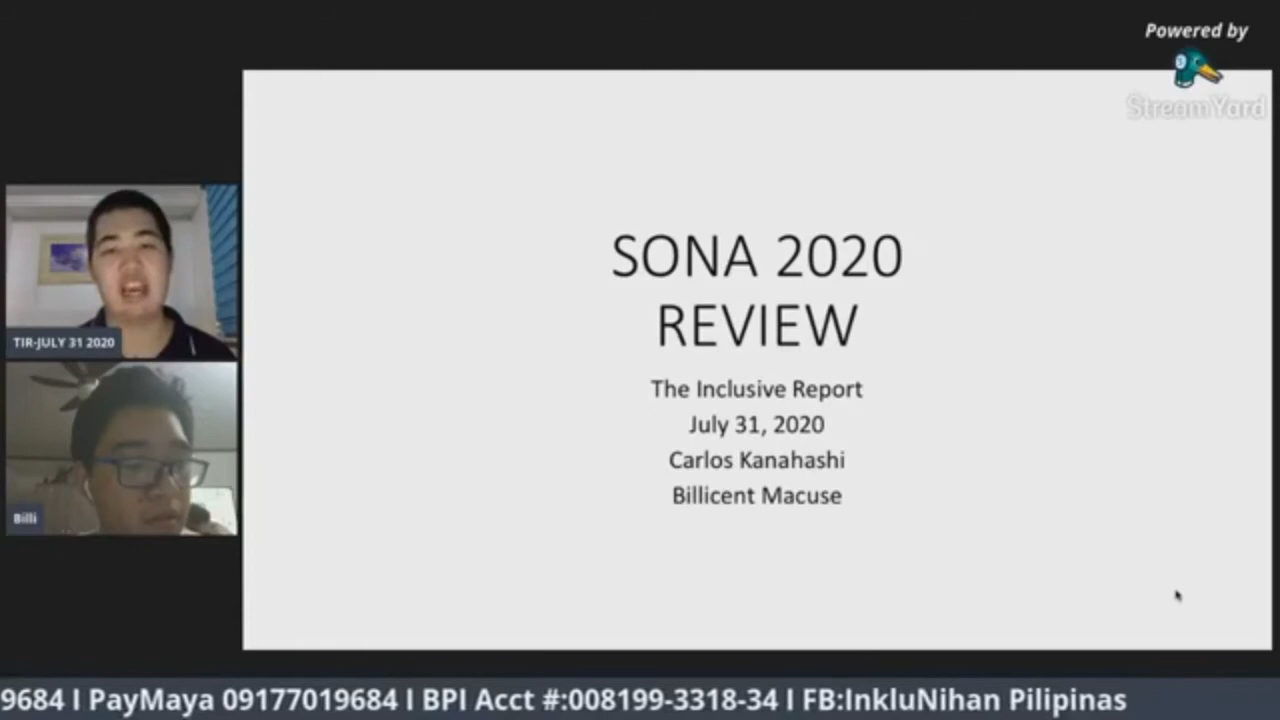 Powered by
StreamYard
SONA 2020
REVIEW
The Inclusive Report
July 31, 2020
Carlos Kanahashi
Billicent Macuse
TIR-JULY 31 2020
Billi
9684 I PayMaya 09177019684 I BPI Acct #:008199-3318-34 I FB:InkluNihan Pilipinas